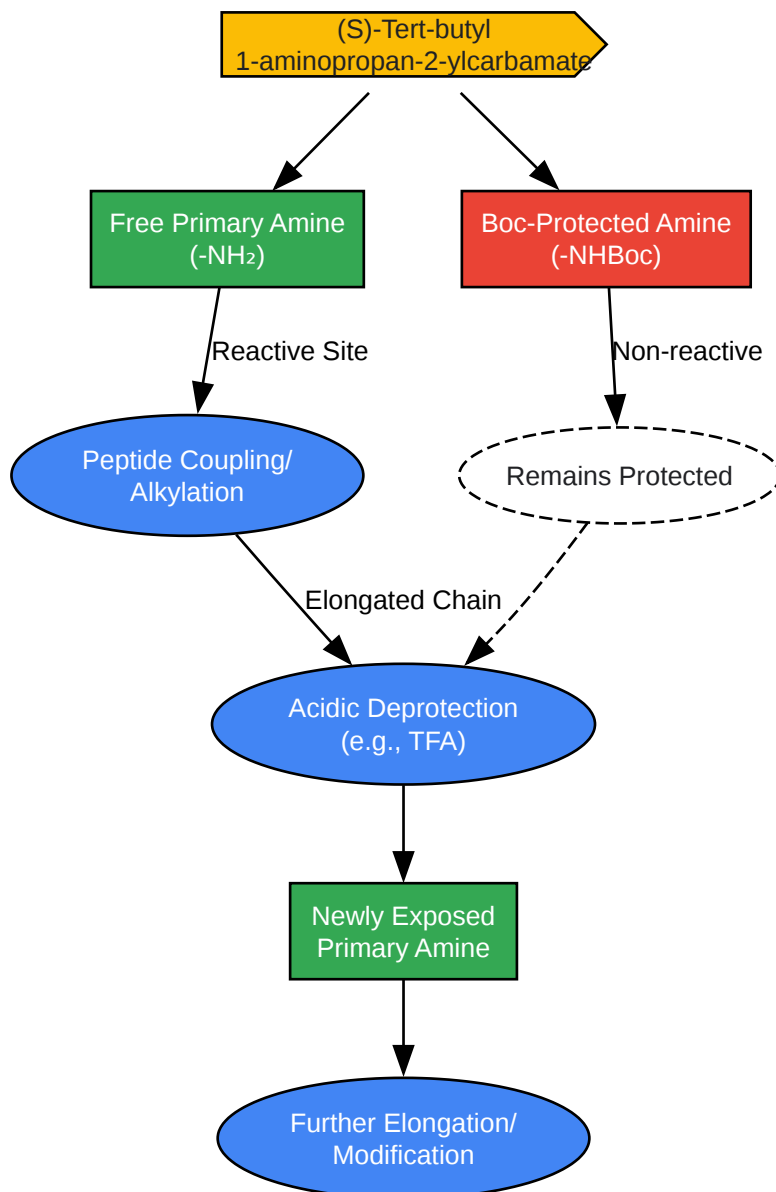 (S)-Tert-butyl
1-aminopropan-2-ylcarbamate
Free Primary Amine
(-NH₂)
Boc-Protected Amine
(-NHBoc)
Reactive Site
Non-reactive
Peptide Coupling/
Alkylation
Remains Protected
Elongated Chain
Acidic Deprotection
(e.g., TFA)
Newly Exposed
Primary Amine
Further Elongation/
Modification